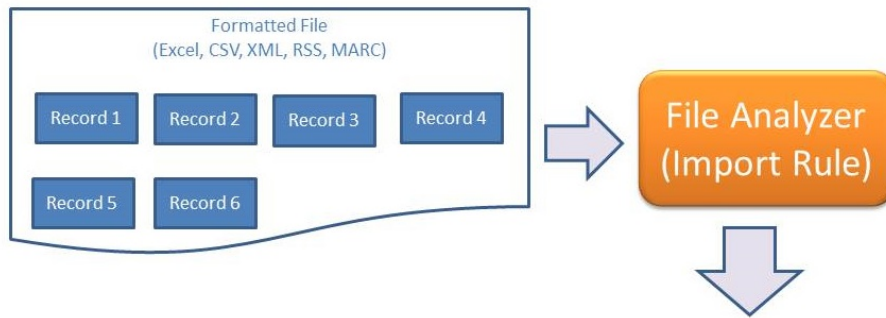 Formatted File
(Excel, CSV, XML, RSS, MARC)
Record 1
Record 2
Record 3
Record 4
Record 5
Record 6
File Analyzer
(Import Rule)